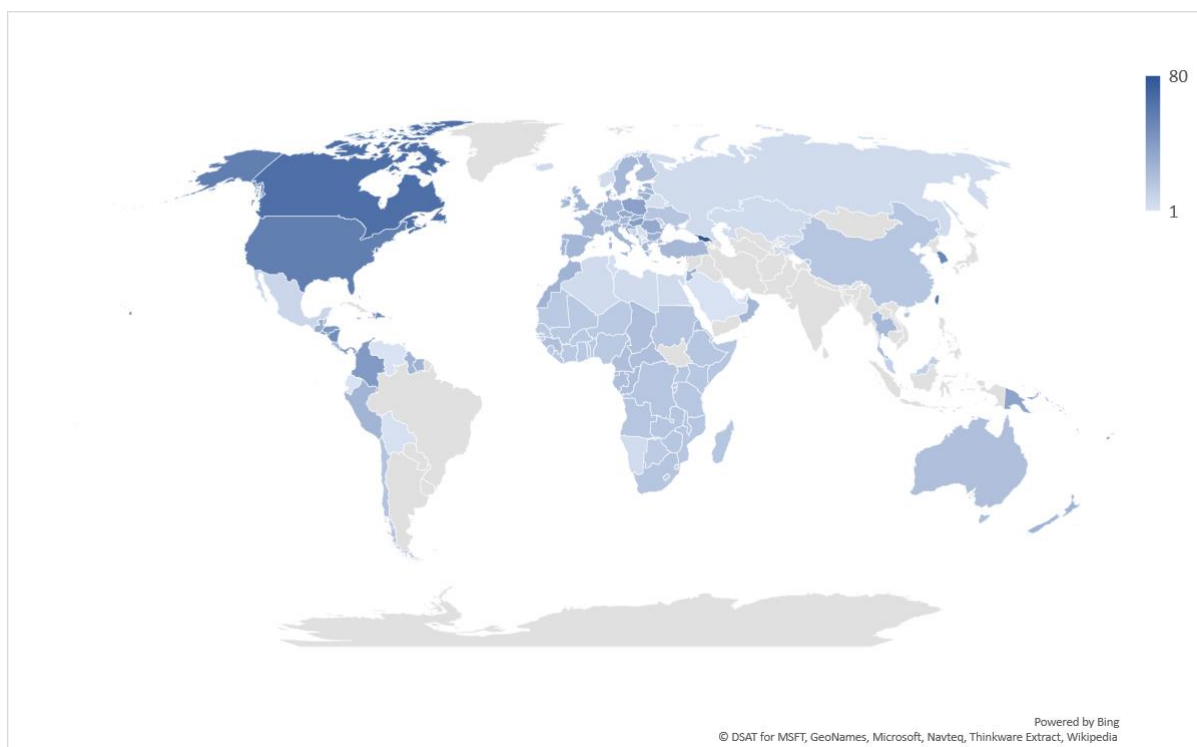 80
1
Powered by Bing
© DSAT for MSFT, GeoNames, Microsoft, Navteq, Thinkware Extract, Wikipedia